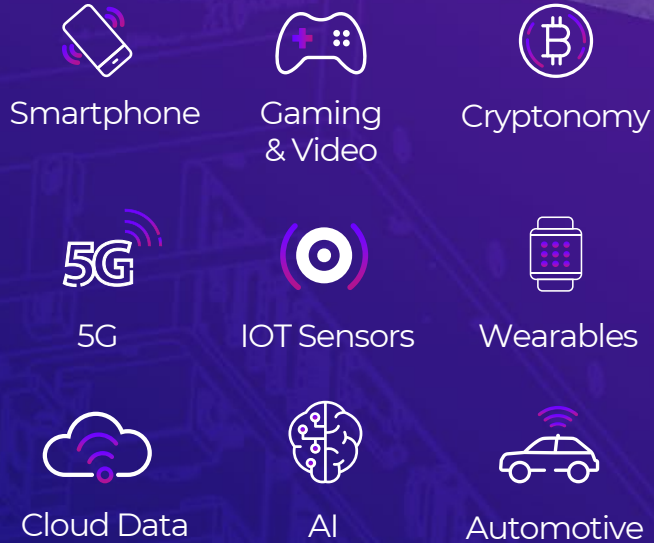 Smartphone
Gaming
& Video
Cryptonomy
5G
5G
IOT Sensors
Wearables
Cloud Data
AI
Automotive